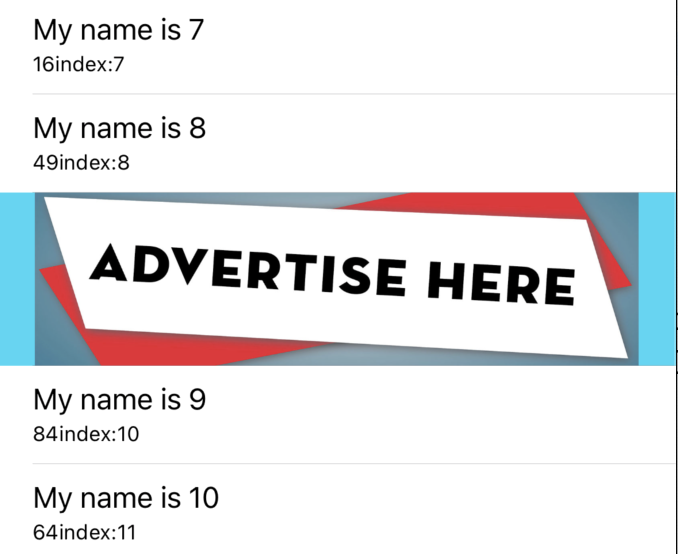 My name is 7
16index:7
My name is 8
49index:8
ADVERTISE HERE
My name is 9
84index:10
My name is 10
64index:11